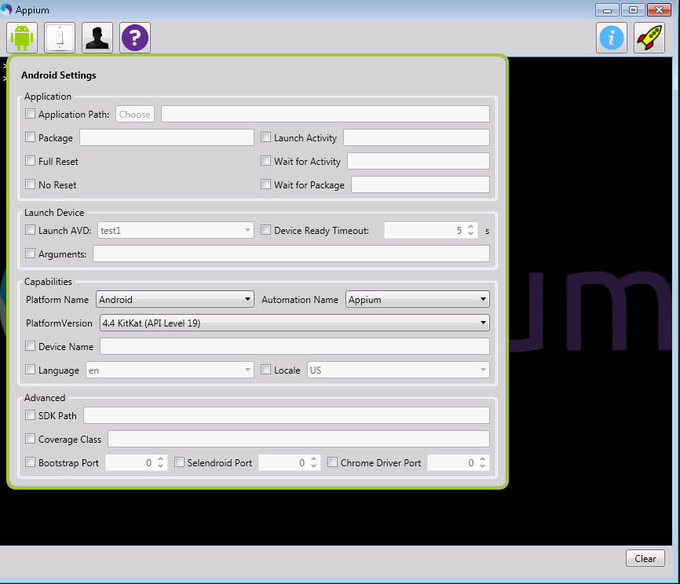 Appium
?
i
>
>
Android Settings
Application
Application Path: Choose
Package Launch Activity
Full Reset Wait for Activity
No Reset Wait for Package
Launch Device
Launch AVD: test1 Device Ready Timeout: 5 s
Arguments:
Capabilities
Platform Name Android Automation Name Appium
PlatformVersion 4.4 KitKat (API Level 19)
Device Name
Language en Locale US
Advanced
SDK Path
Coverage Class
Bootstrap Port 0 Selendroid Port 0 Chrome Driver Port 0
um
Clear